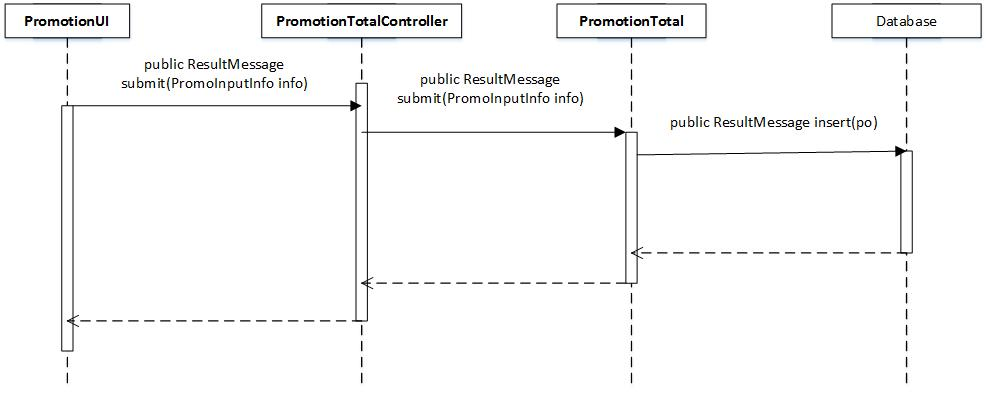 PromotionUI
PromotionTotalController
PromotionTotal
Database
public ResultMessage
submit(PromoInputInfo info)
public ResultMessage
submit(PromoInputInfo info)
public ResultMessage insert(po)